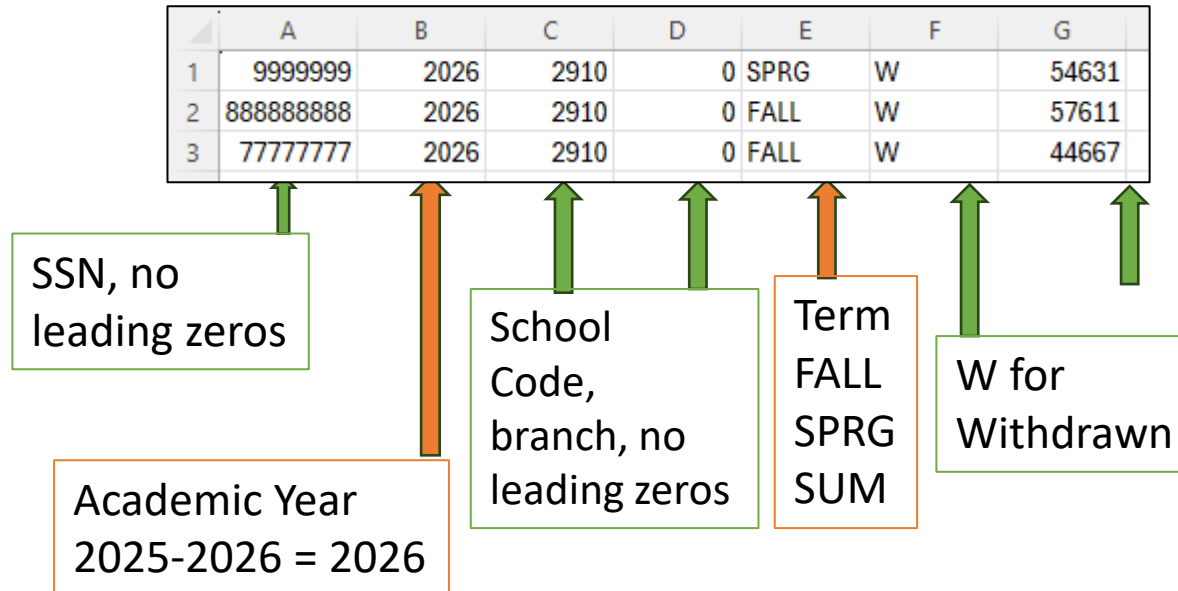 A B C D E F G
1 9999999 2026 2910 0 SPRG W 54631
2 888888888 2026 2910 0 FALL W 57611
3 77777777 2026 2910 0 FALL W 44667
SSN, no
leading zeros
Academic Year
2025-2026 = 2026
School
Code,
branch, no
leading zeros
Term
FALL
SPRG
SUM
W for
Withdrawn